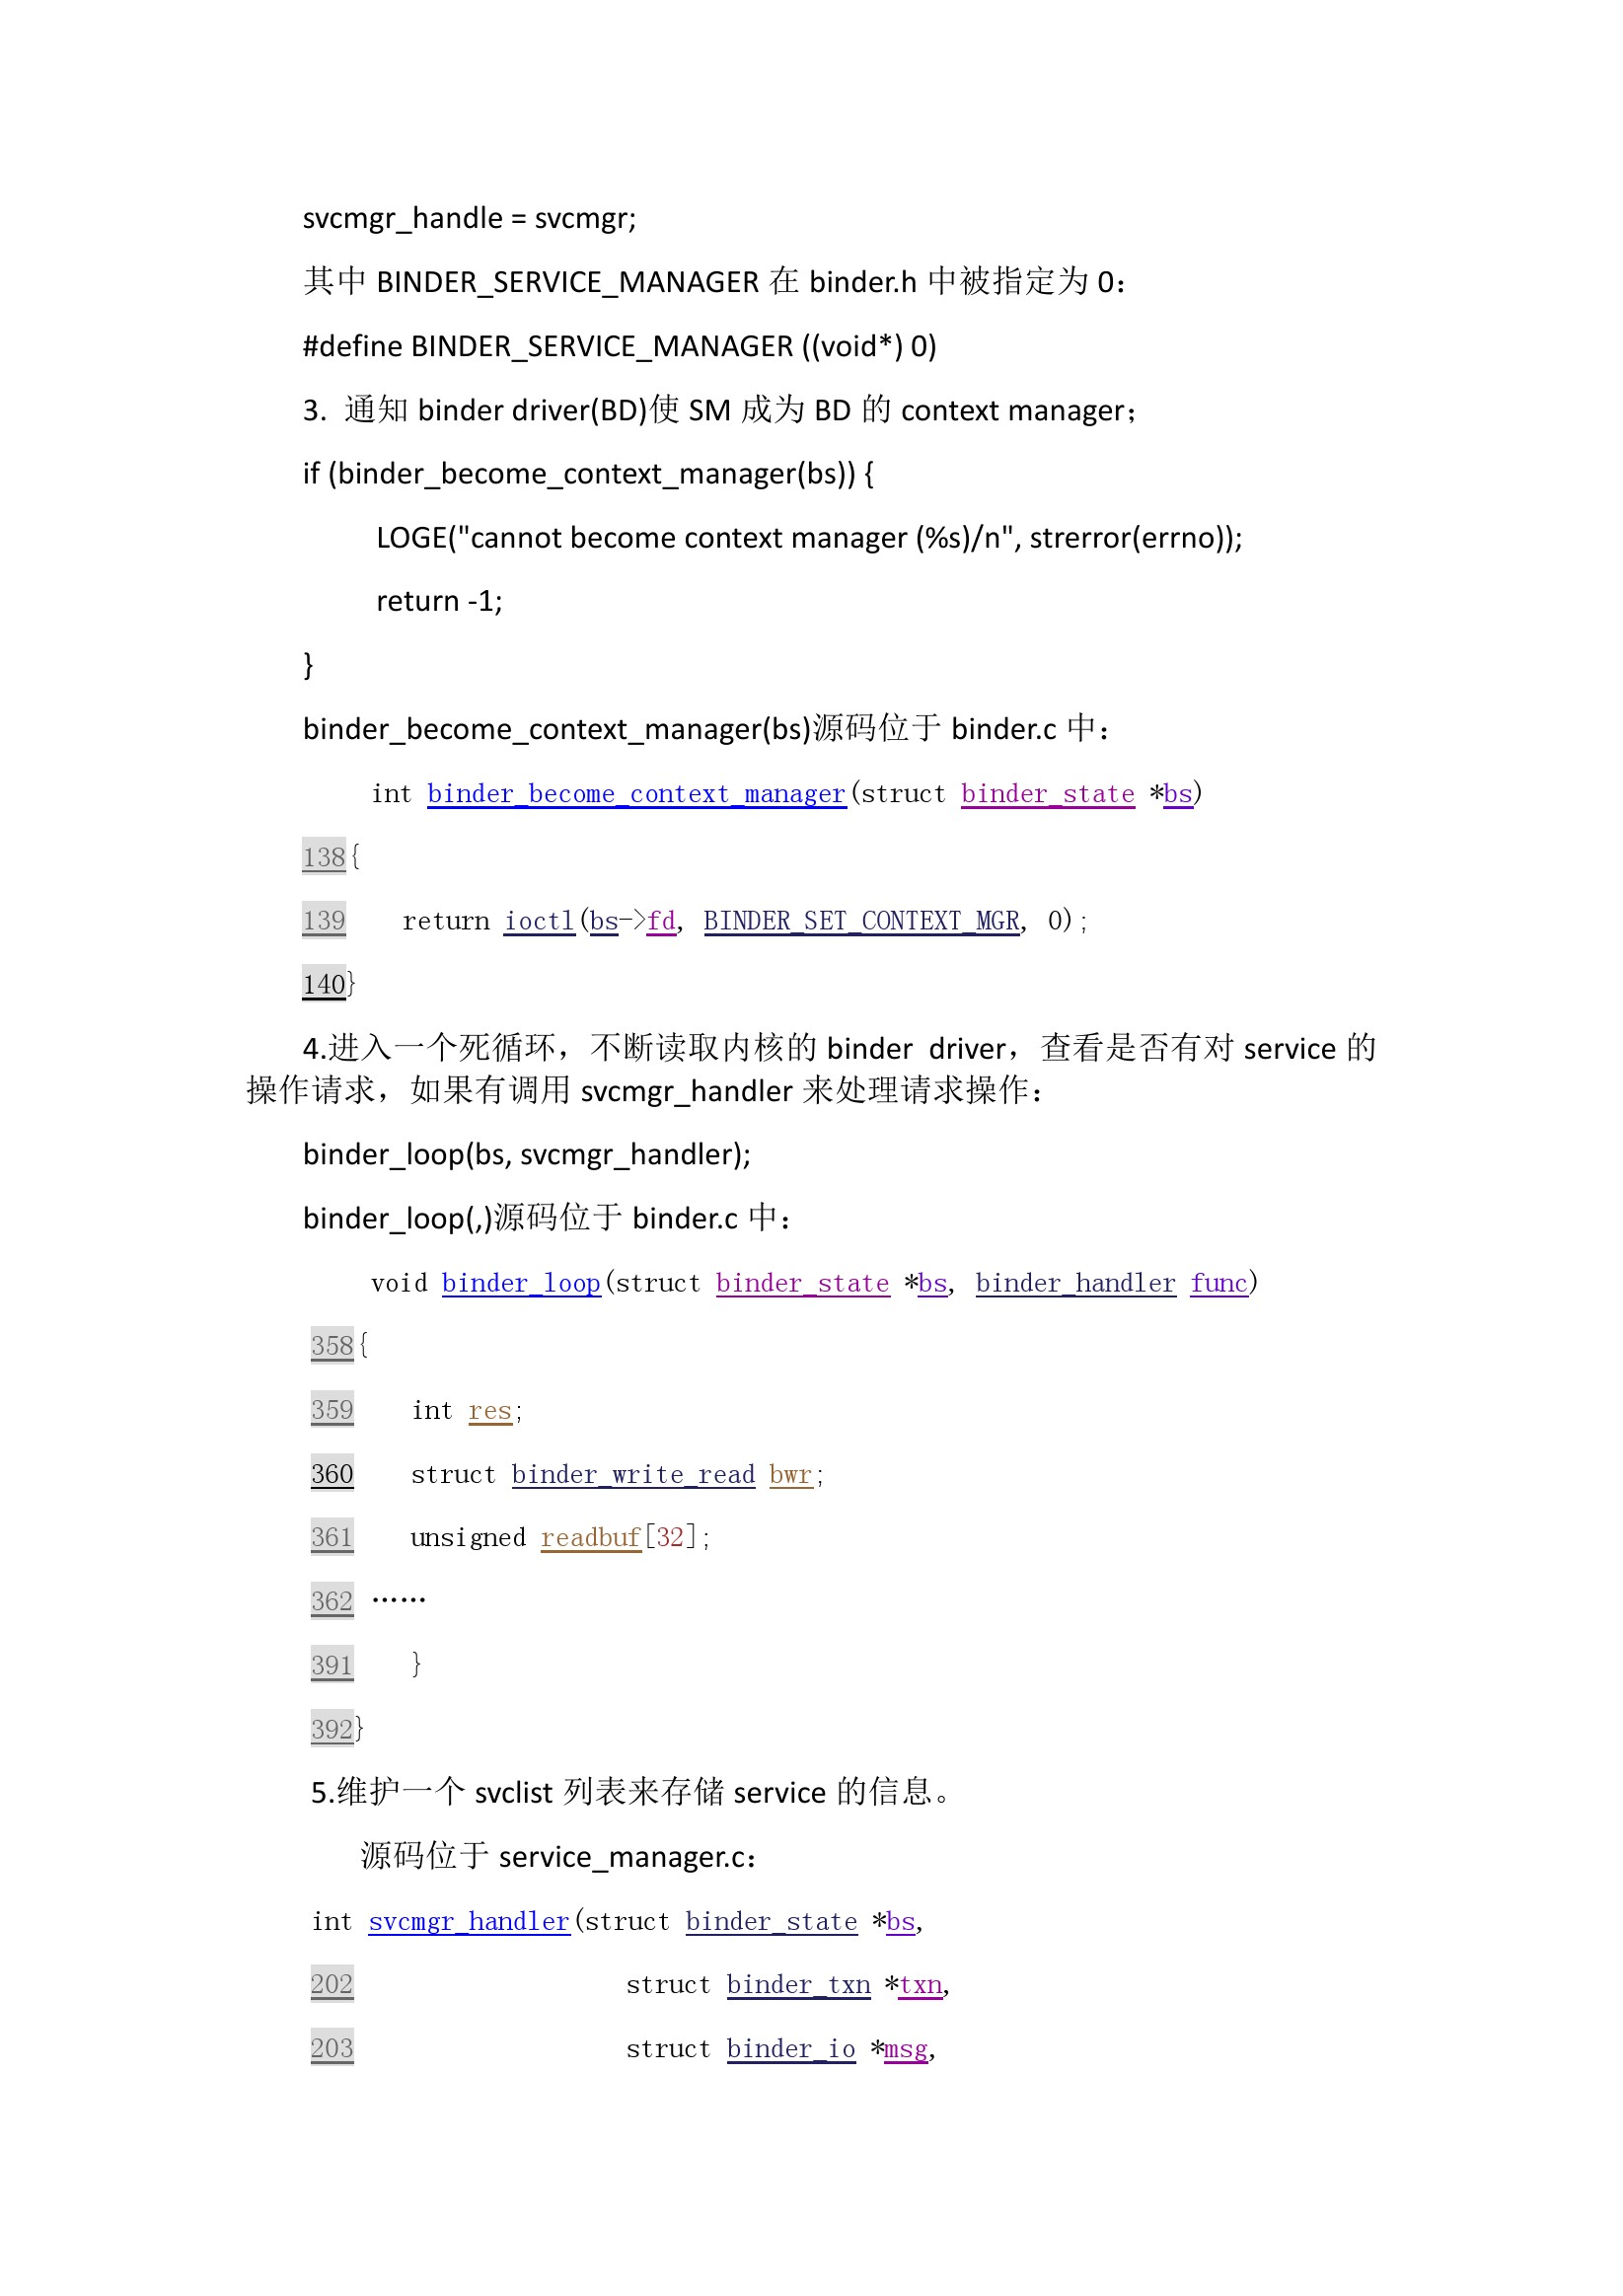 svcmgr_handle = svcmgr;
其中 BINDER_SERVICE_MANAGER 在 binder.h 中被指定为 0：
#define BINDER_SERVICE_MANAGER ((void*) 0)
3. 通知 binder driver(BD)使 SM 成为 BD 的 context manager；
if (binder_become_context_manager(bs)) {
LOGE("cannot become context manager (%s)/n", strerror(errno));
return -1;
}
binder_become_context_manager(bs)源码位于 binder.c 中：
int binder_become_context_manager(struct binder_state *bs)
138{
139    return ioctl(bs->fd, BINDER_SET_CONTEXT_MGR, 0);
140}
4.进入一个死循环，不断读取内核的 binder driver，查看是否有对 service 的
操作请求，如果有调用 svcmgr_handler 来处理请求操作：
binder_loop(bs, svcmgr_handler);
binder_loop(,)源码位于 binder.c 中：
void binder_loop(struct binder_state *bs, binder_handler func)
358{
359    int res;
360    struct binder_write_read bwr;
361    unsigned readbuf[32];
362 ……
391    }
392}
5.维护一个 svclist 列表来存储 service 的信息。
源码位于 service_manager.c：
int svcmgr_handler(struct binder_state *bs,
202                   struct binder_txn *txn,
203                   struct binder_io *msg,